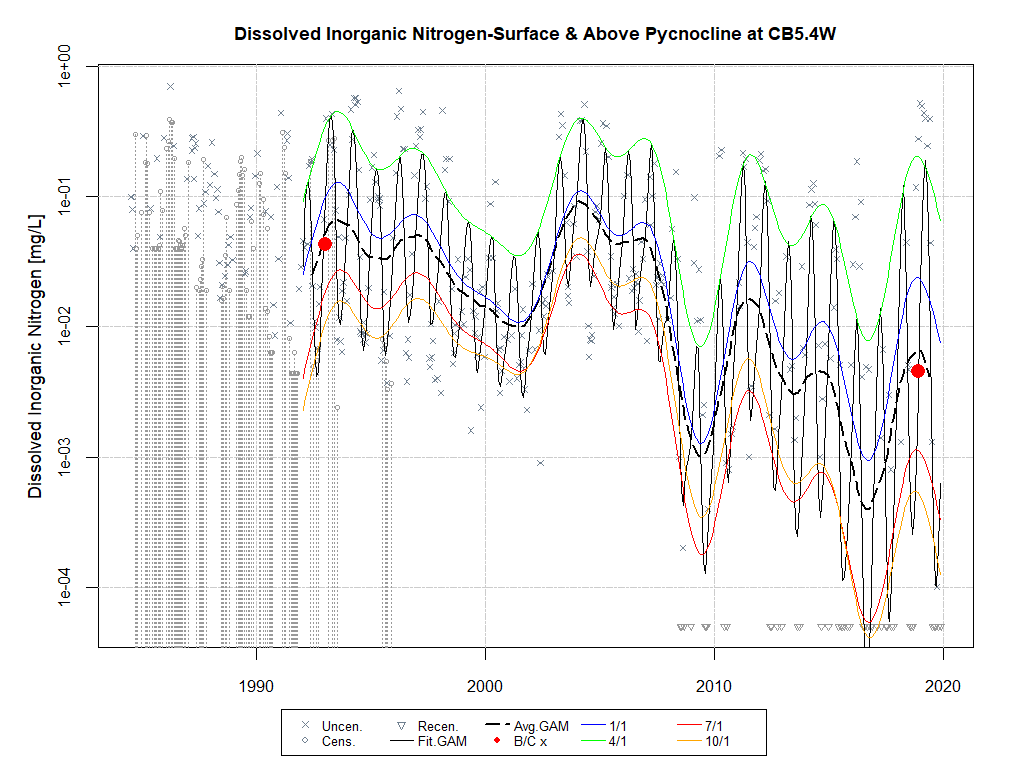 Dissolved Inorganic Nitrogen-Surface & Above Pycnocline at CB5.4W
Dissolved Inorganic Nitrogen [mg/L]
1e+00
1e-01
1e-02
1e-03
1e-04
1990 2000 2010 2020
Uncen. Recen. Avg.GAM 1/1 7/1
Cens. Fit.GAM B/C x 4/1 10/1